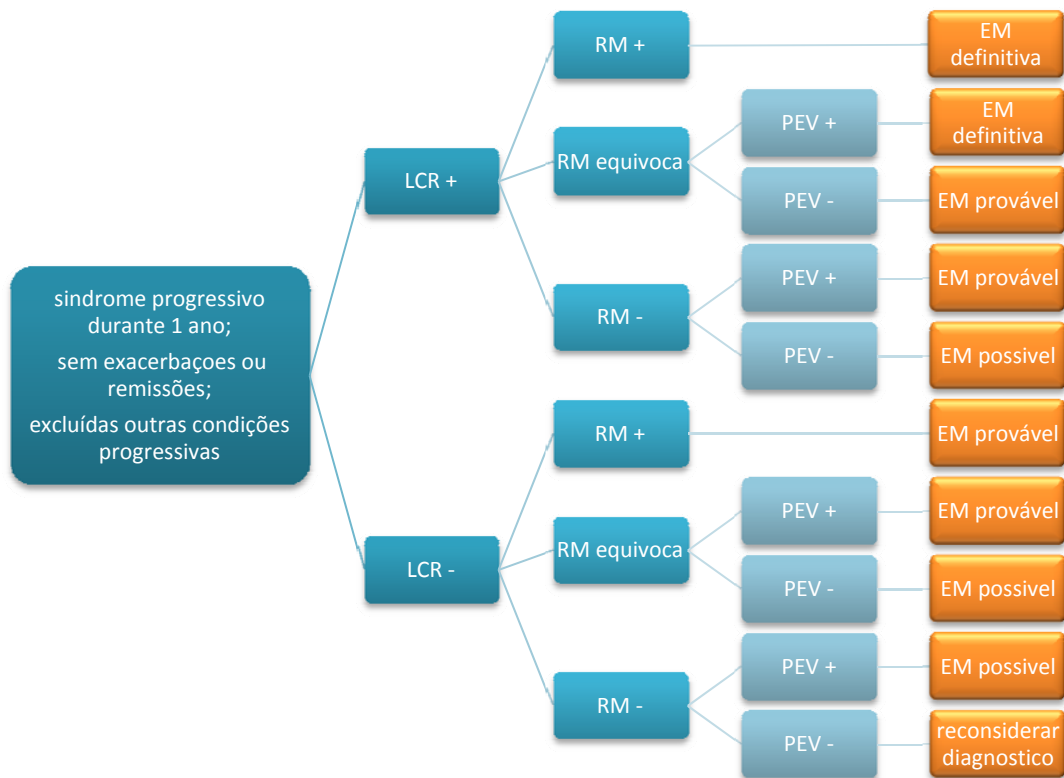 sindrome progressivo
durante 1 ano;
sem exacerbaçoes ou
remissões;
excluídas outras condições
progressivas
LCR +
RM +
EM
definitiva
RM equivoca
PEV +
EM
definitiva
PEV -
EM provável
RM -
PEV +
EM provável
PEV -
EM possivel
LCR -
RM +
EM provável
RM equivoca
PEV +
EM provável
PEV -
EM possivel
RM -
PEV +
EM possivel
PEV -
reconsiderar
diagnostico